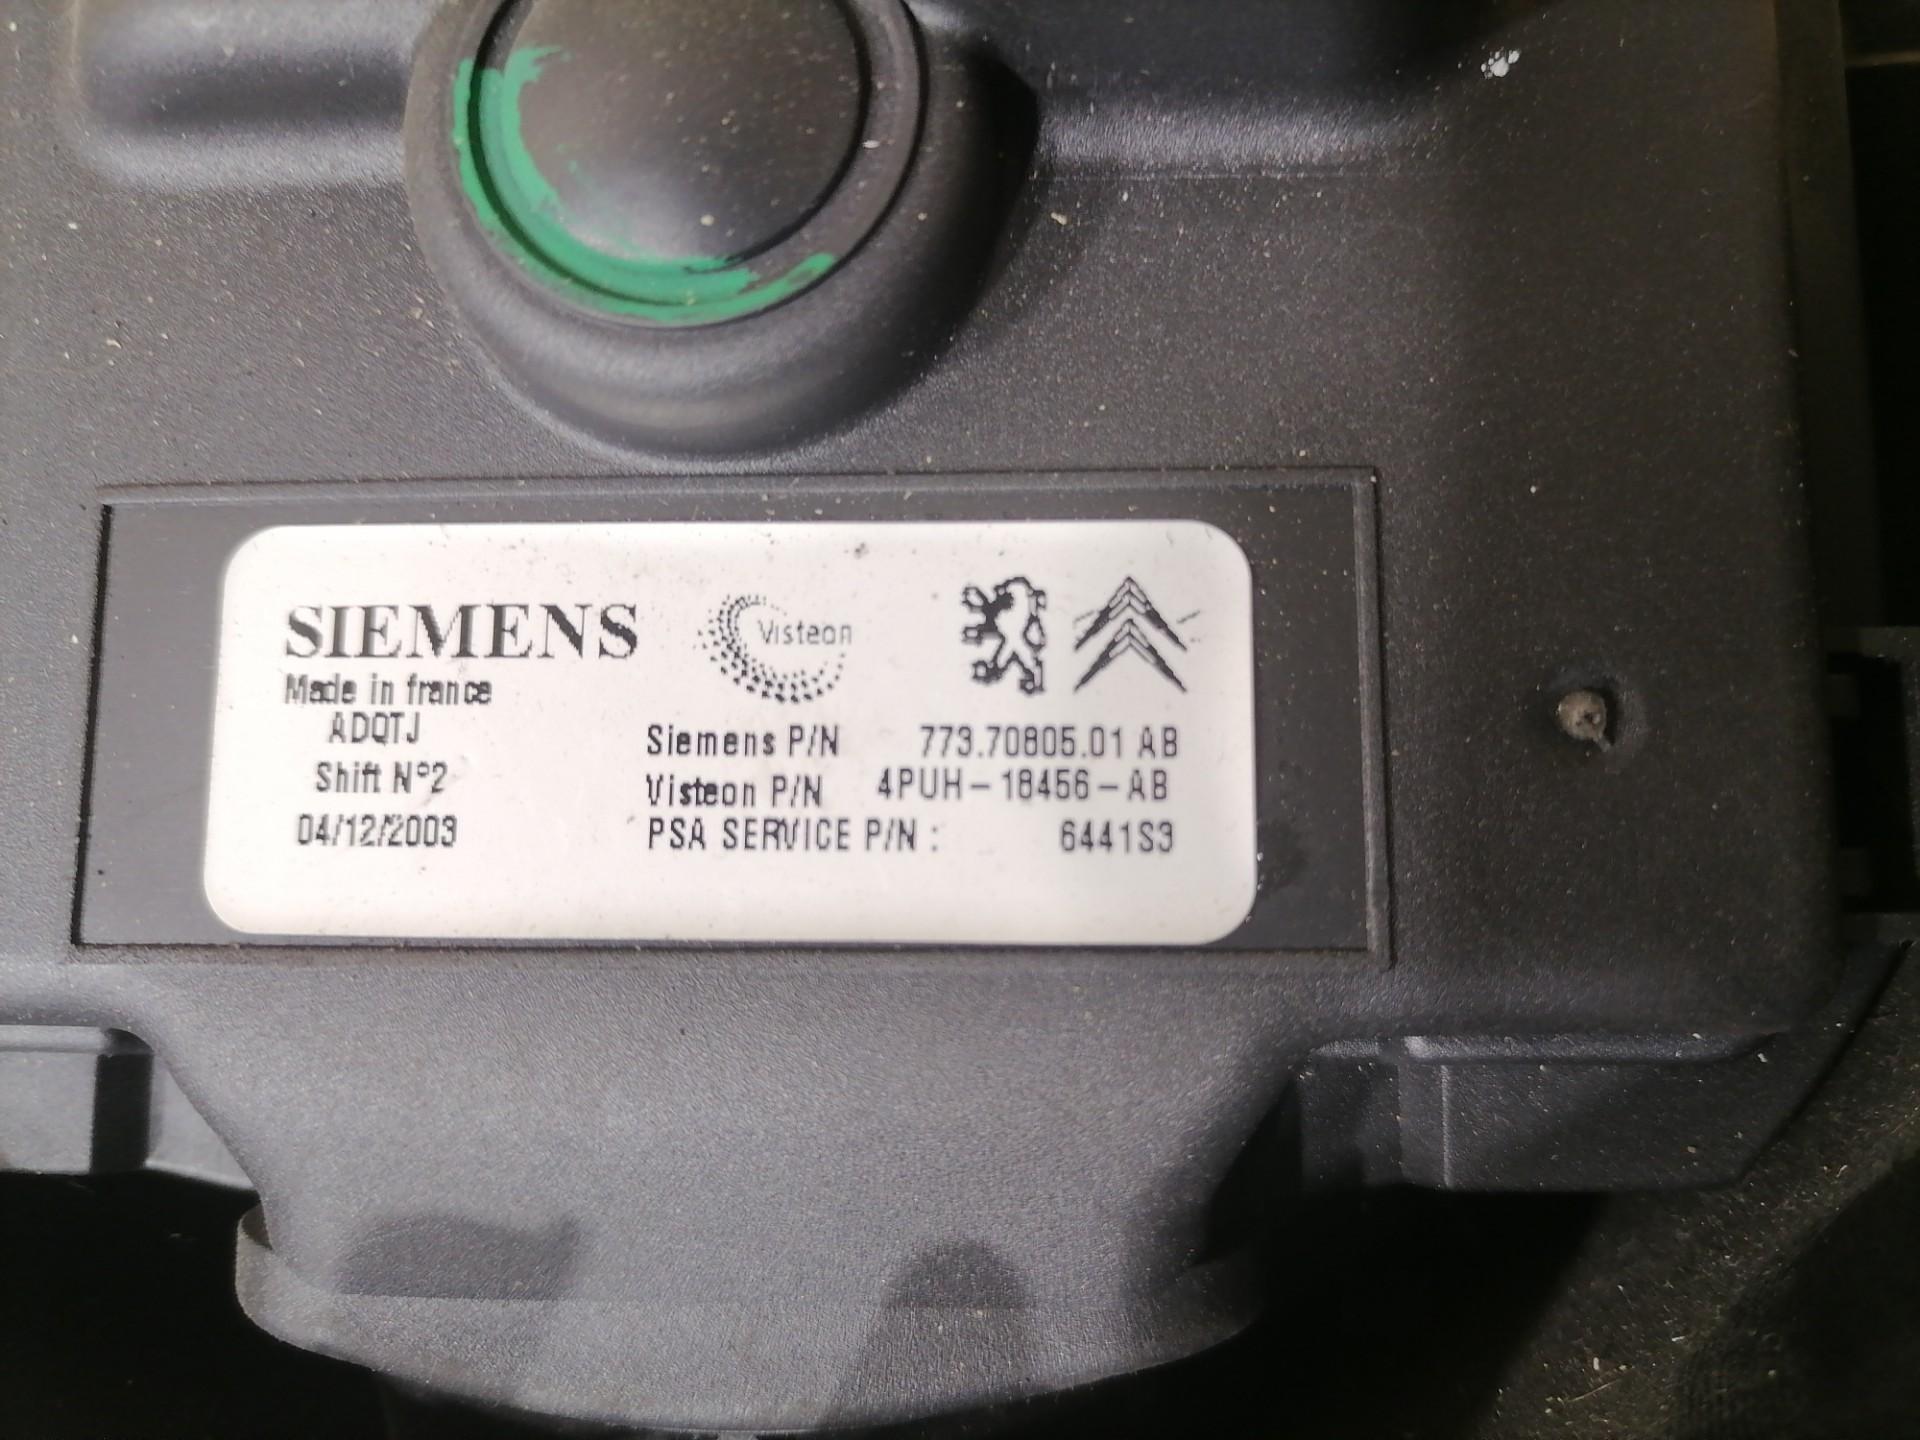 SIEMENS
Visteon
Made in france
ADQTJ
Shift N°2
04/12/2003
Siemens P/N 773.70805.01 AB
Visteon P/N 4PUH-18456-AB
PSA SERVICE P/N : 6441S3